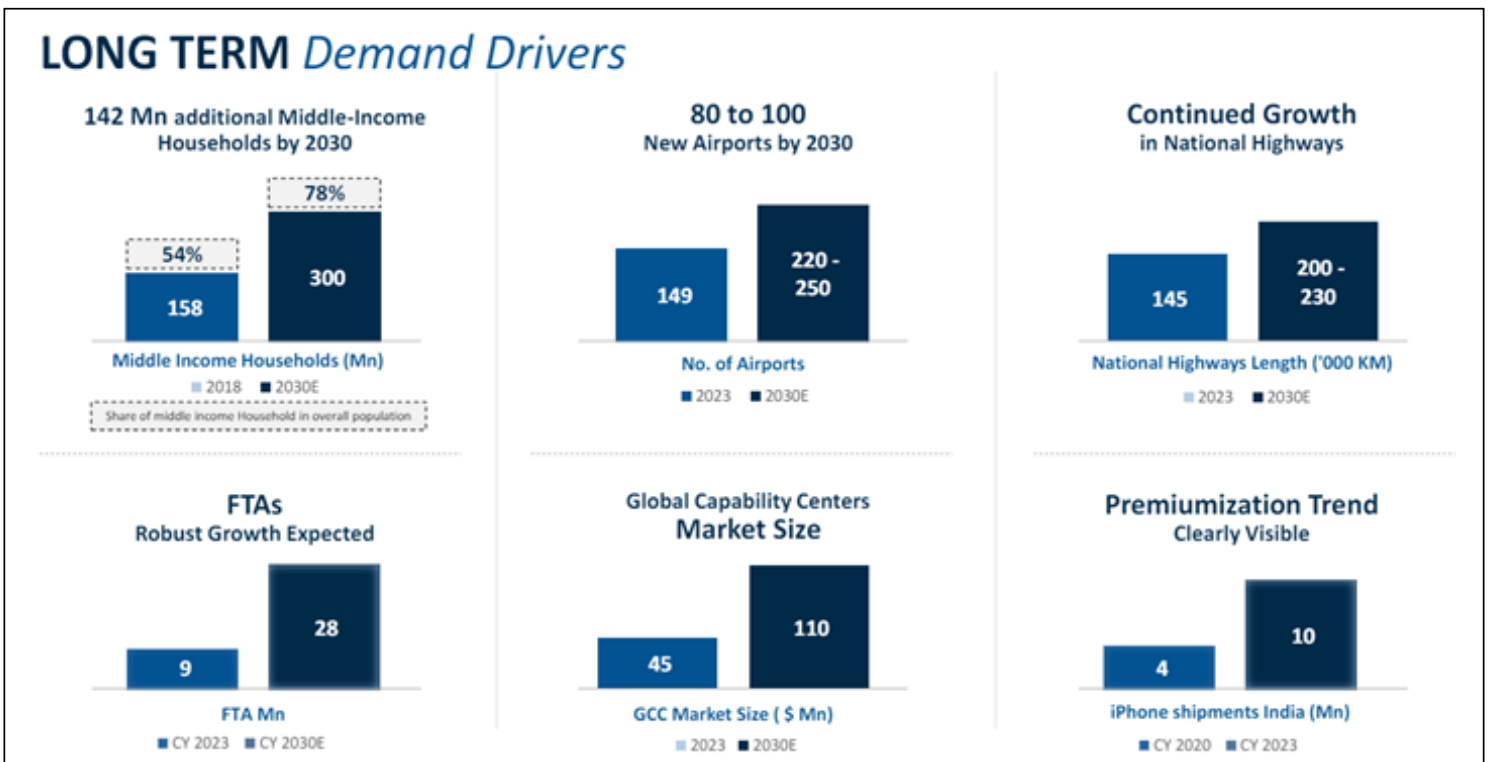 LONG TERM Demand Drivers
142 Mn additional Middle-Income
Households by 2030
78%
54%
300
158
Middle Income Households (Mn)
2018 2030E
Share of middle income Household in overall population
80 to 100
New Airports by 2030
149
220 -
250
No. of Airports
2023 2030E
Continued Growth
in National Highways
145
200 -
230
National Highways Length ('000 KM)
2023 2030E
FTAs
Robust Growth Expected
28
9
FTA Mn
CY 2023 CY 2030E
Global Capability Centers
Market Size
110
45
GCC Market Size ( $ Mn)
2023 2030E
Premiumization Trend
Clearly Visible
10
4
iPhone shipments India (Mn)
CY 2020 CY 2023